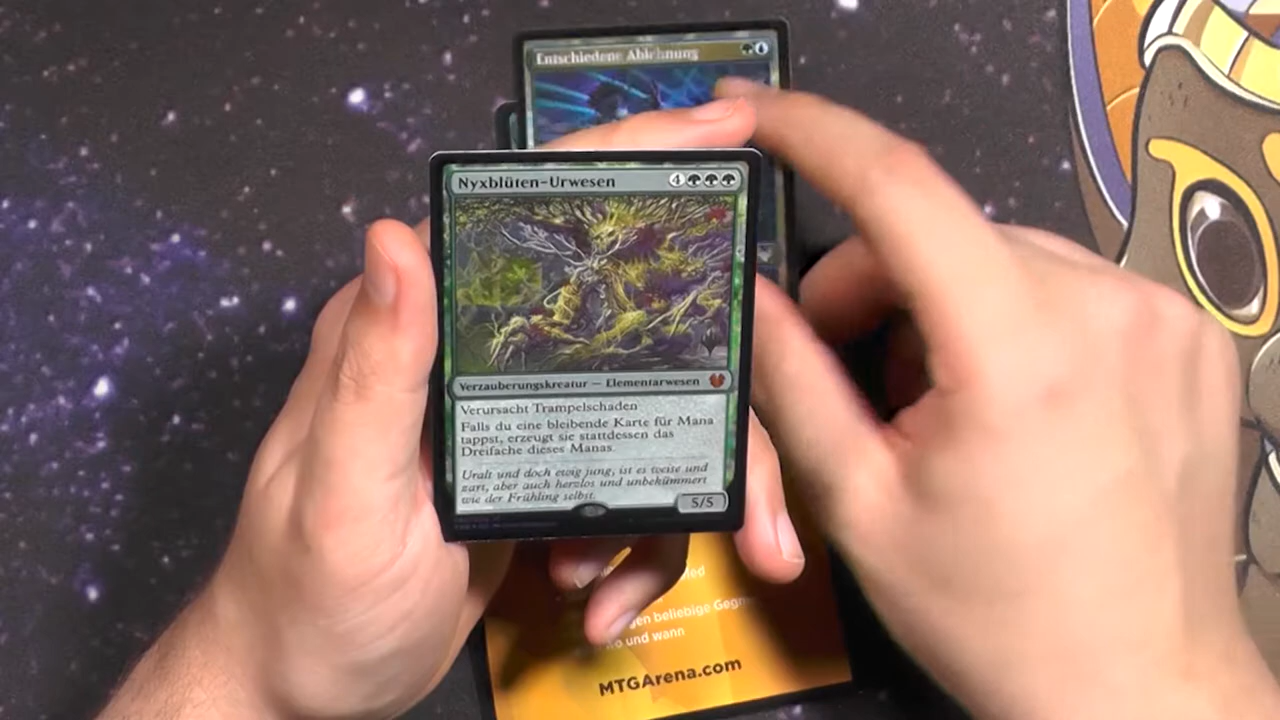 Entschiedene Ablehnung
Nyxblüten-Urwesen 4
Verzauberungskreatur — Elementarwesen
Verursacht Trampelschaden
Falls du eine bleibende Karte für Mana
tappst, erzeugt sie stattdessen das
Dreifache dieses Manas.
Uralt und doch ewig jung, ist es weise und
zart, aber auch herzlos und unbekümmert
wie der Frühling selbst.
5/5
beliebige
und wann
MTGArena.com